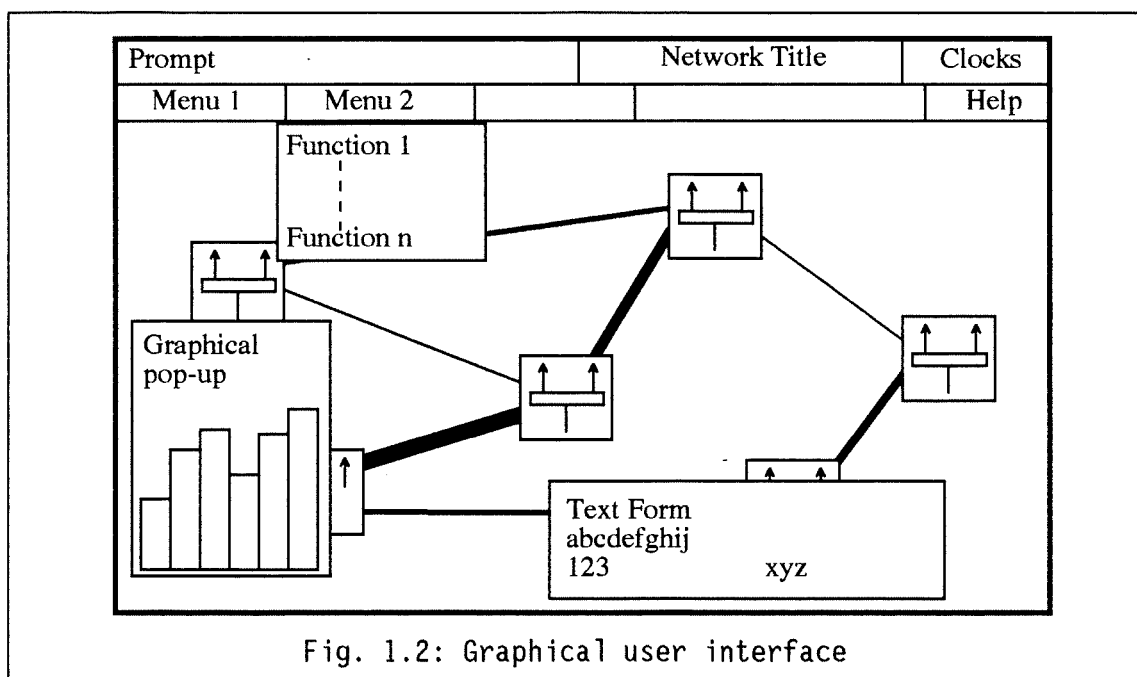 Prompt
Network Title
Clocks
Menu 1
Menu 2
Help
Function 1
Function n
Graphical
pop-up
Text Form
abcdefghij
123 xyz
Fig. 1.2: Graphical user interface